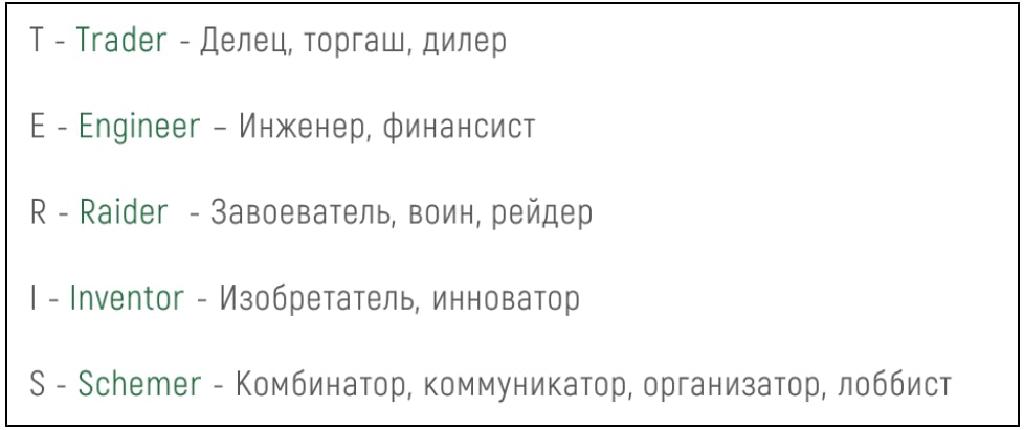 T - Trader - Делец, торгаш, дилер
E - Engineer – Инженер, финансист
R - Raider - Завоеватель, воин, рейдер
I - Inventor - Изобретатель, инноватор
S - Schemer - Комбинатор, коммуникатор, организатор, лоббист